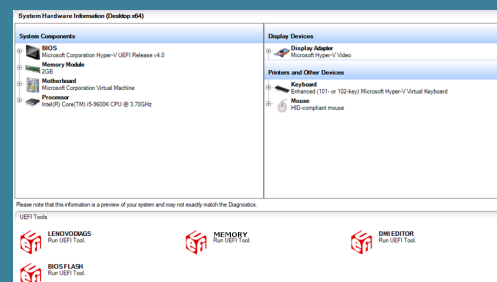 System Hardware Information (Desktop x64)
System Components
BIOS
Microsoft Corporation Hyper-V UEFI Release v4.0
Memory Module
2GB
Motherboard
Microsoft Corporation Virtual Machine
Processor
Intel(R) Core(TM) i5-9600K CPU @ 3.70GHz
Display Devices
Display Adapter
Microsoft Hyper-V Video
Printers and Other Devices
Keyboard
Enhanced (101- or 102-key) Microsoft Hyper-V Virtual Keyboard
Mouse
HID-compliant mouse
Please note that this information is a preview of your system and may not exactly match the Diagnostics.
UEFI Tools
LENOVODIAGS
Run UEFI Tool.
MEMORY
Run UEFI Tool.
DMI EDITOR
Run UEFI Tool.
BIOS FLASH
Run UEFI Tool.